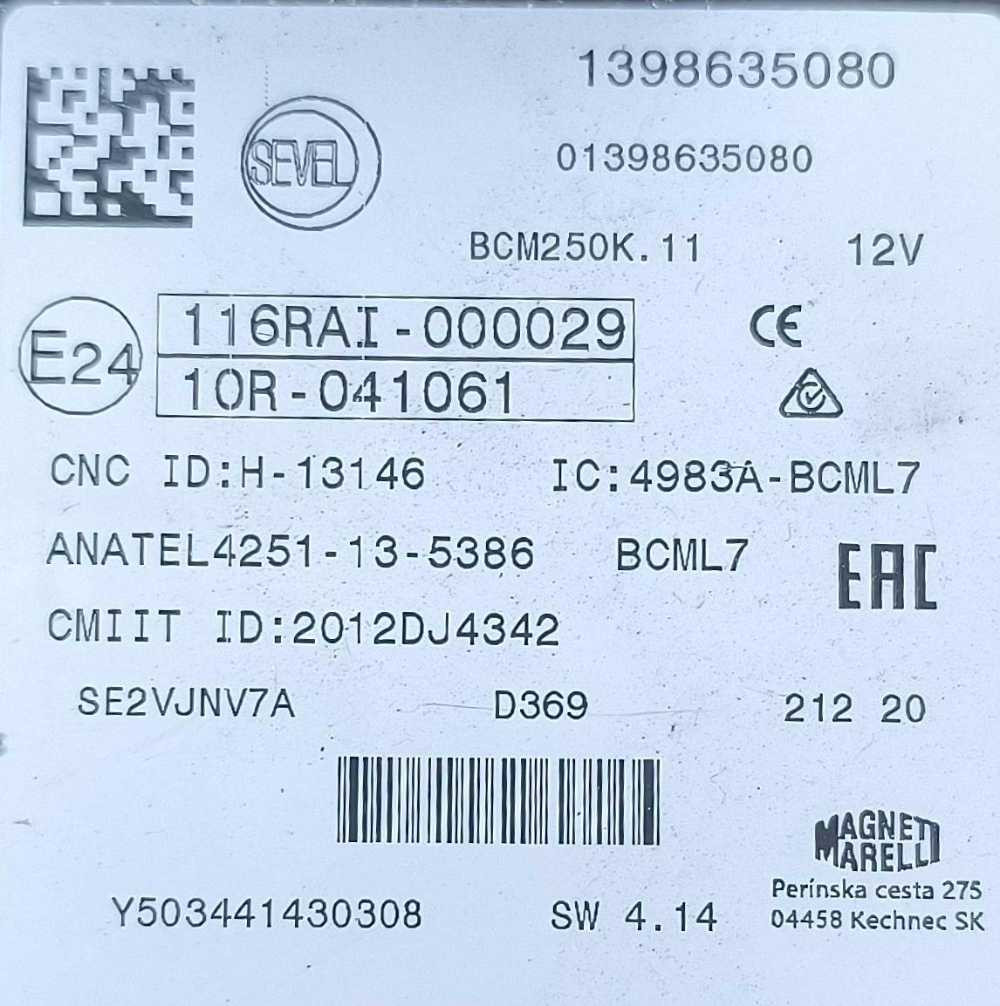 1398635080
SEVEL
01398635080
BCM250K.11 12V
E24 116RAI-000029 CE
10R-041061
CNC ID:H-13146 IC:4983A-BCML7
ANATEL4251-13-5386 BCML7 EAC
CMIIT ID:2012DJ4342
SE2VJNV7A D369 212 20
MAGNETI
MARELLI
Perínska cesta 275
Y503441430308 SW 4.14 04458 Kechnec SK